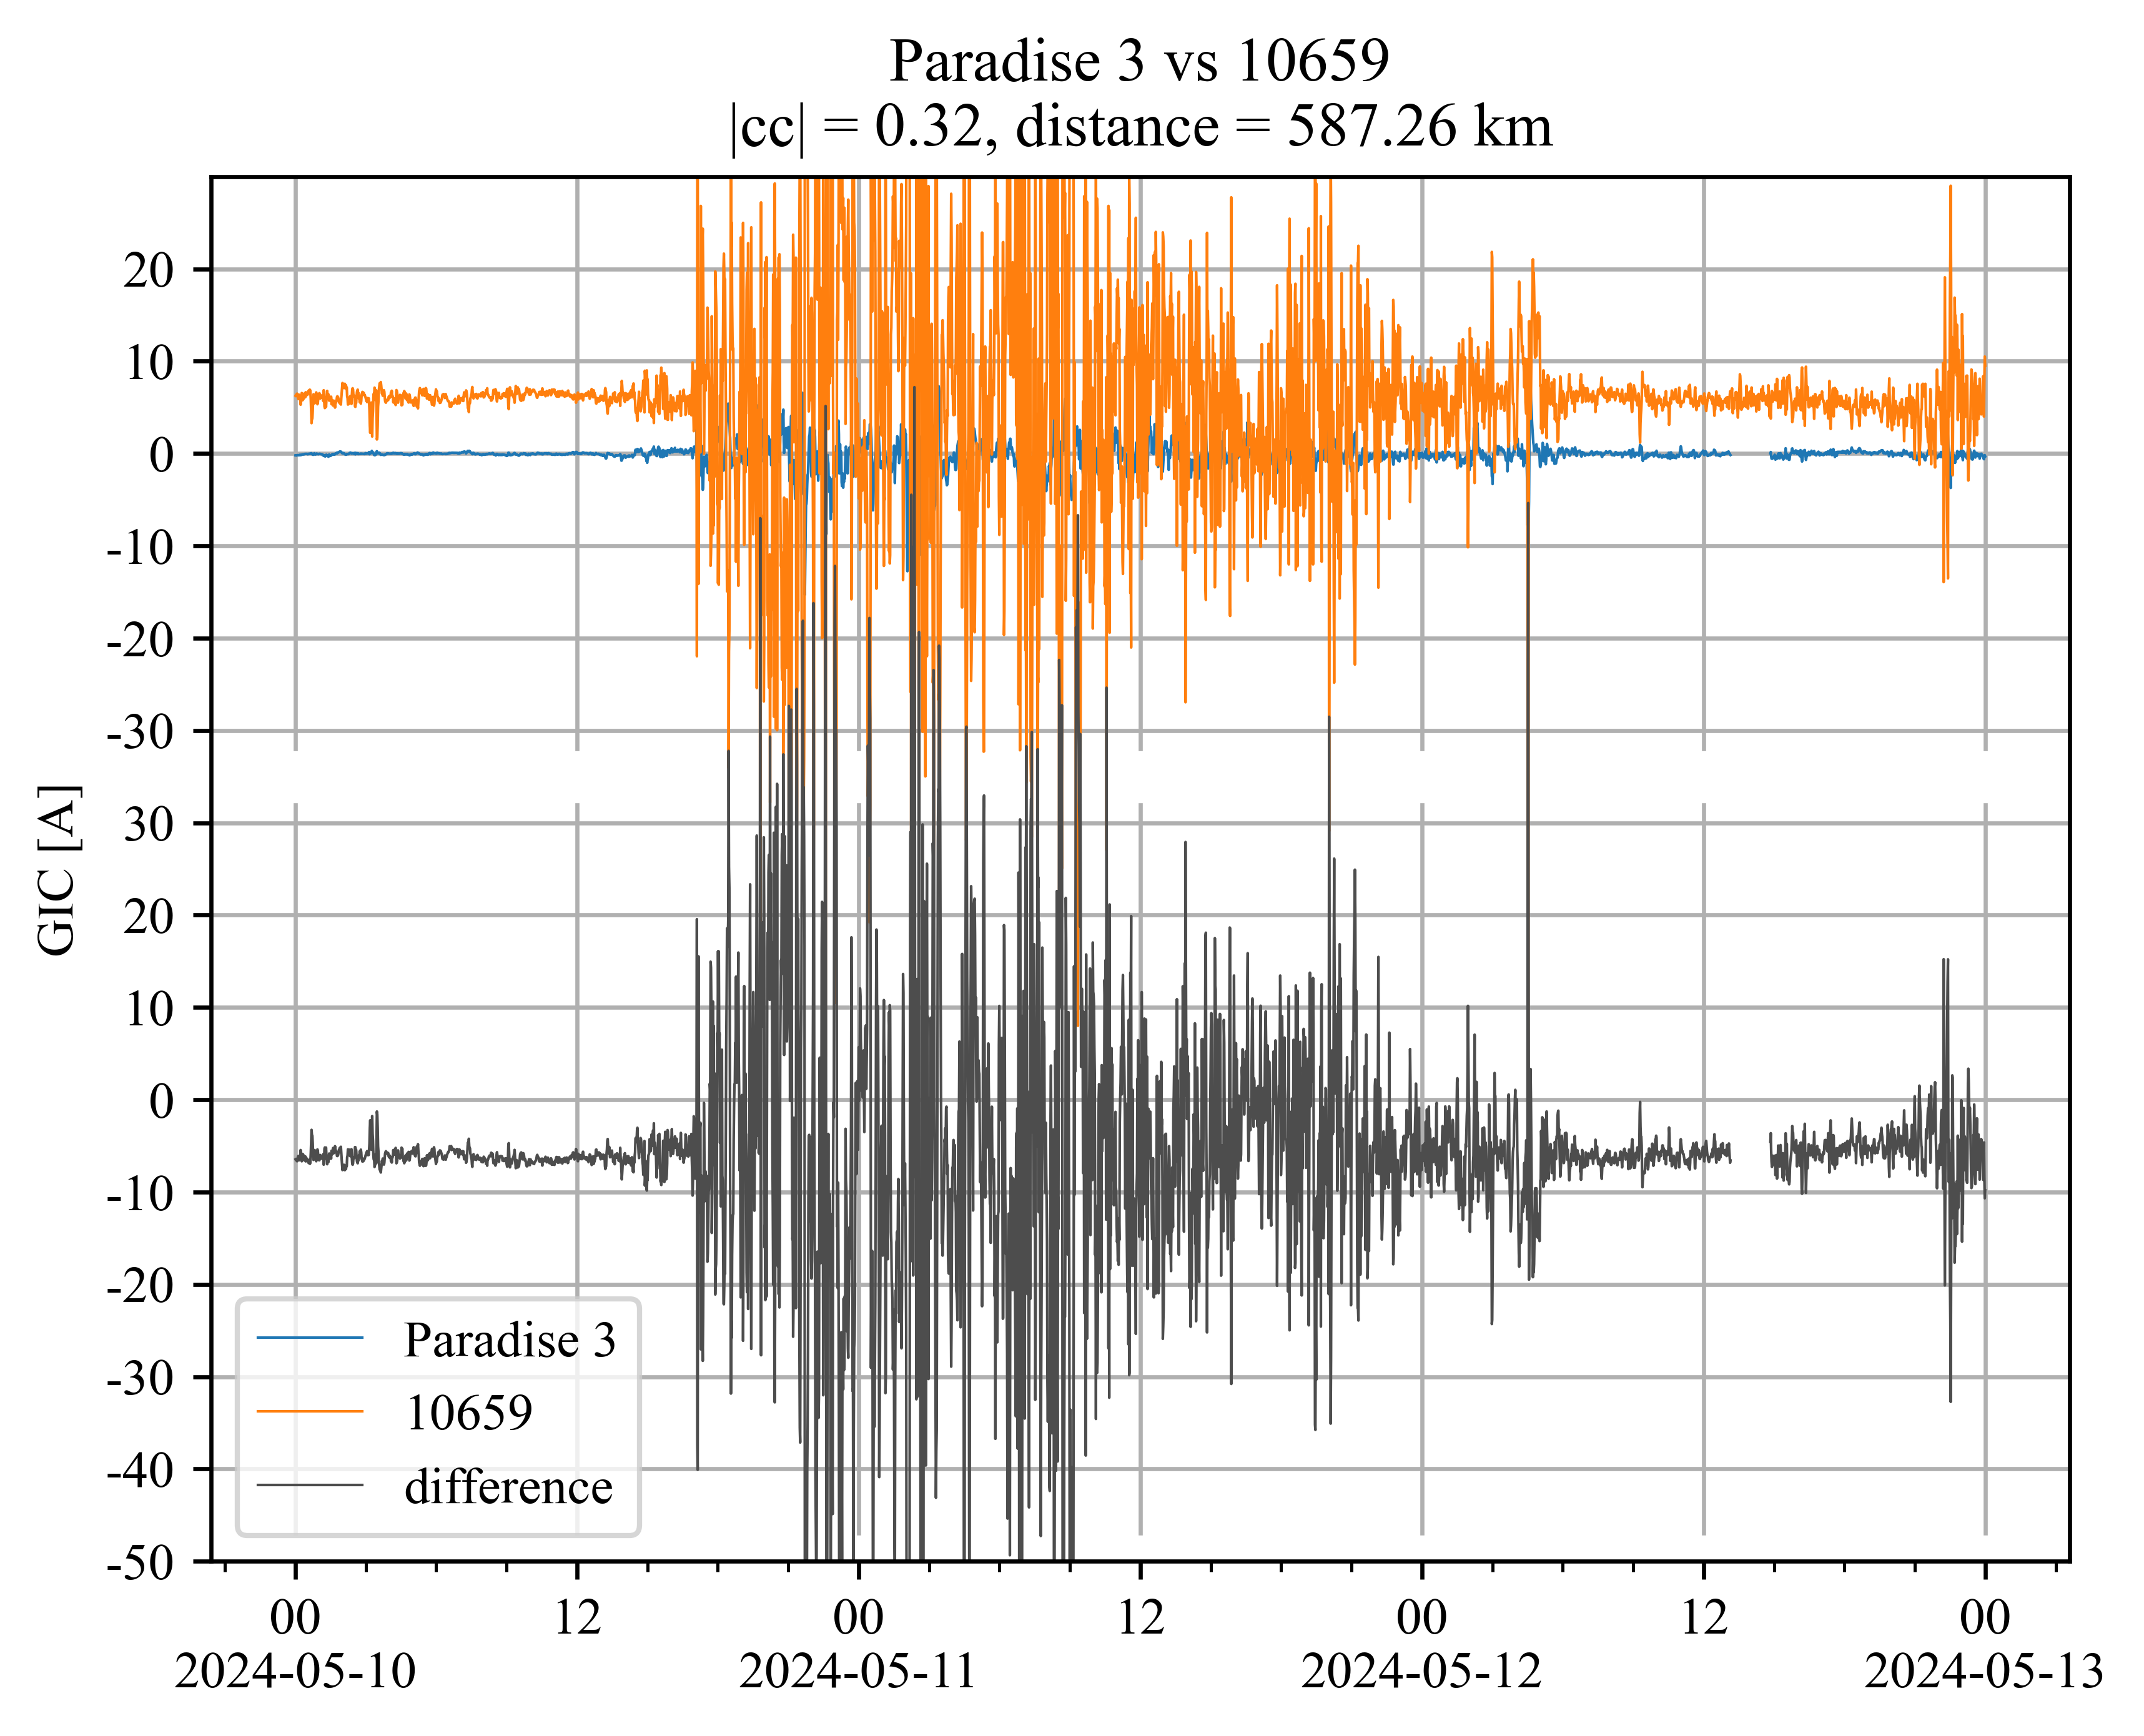 Paradise 3 vs 10659
|cc| = 0.32, distance = 587.26 km
GIC [A]
20
10
0
-10
-20
-30
30
20
10
0
-10
-20
-30
-40
-50
Paradise 3
10659
difference
00 12 00 12 00 12 00
2024-05-10 2024-05-11 2024-05-12 2024-05-13